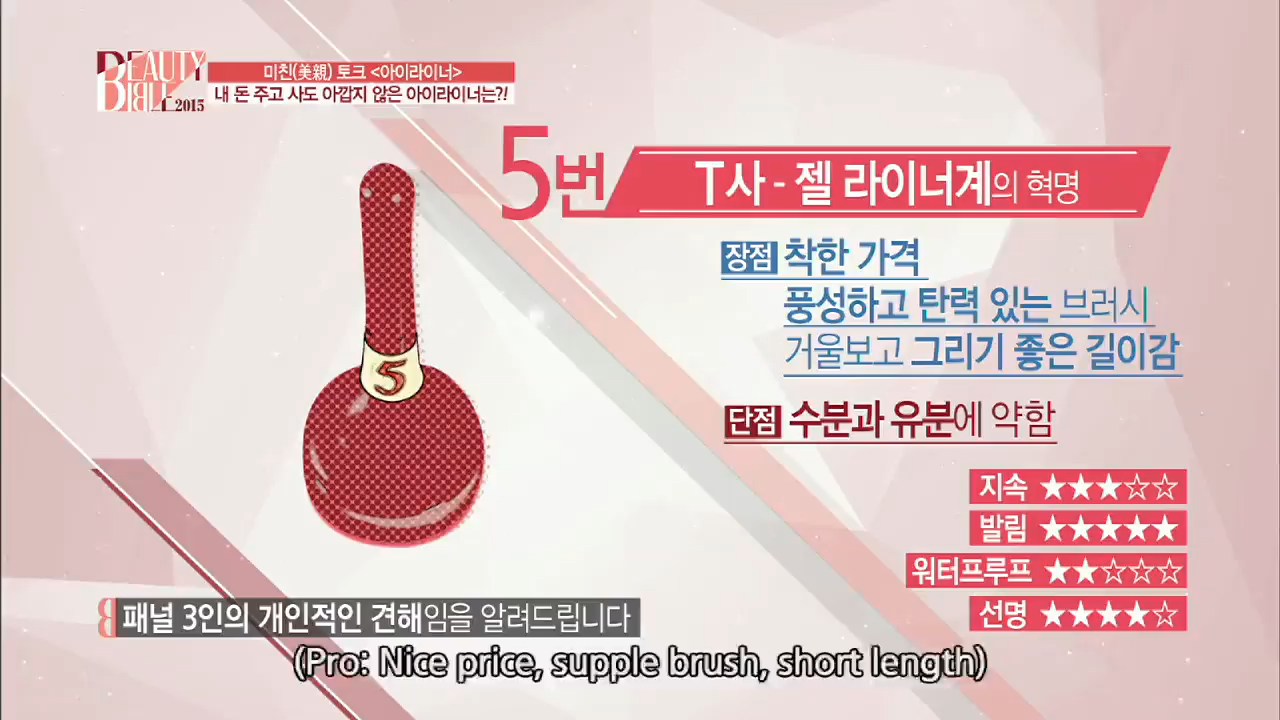 BEAUTY
BIBLE 2015
미친(美親) 토크 <아이라이너>
내 돈 주고 사도 아깝지 않은 아이라이너는?!
5번
T사 - 젤 라이너계의 혁명
장점 착한 가격
풍성하고 탄력 있는 브러시
거울보고 그리기 좋은 길이감
단점 수분과 유분에 약함
5
지속 ★★★☆☆
발림 ★★★★★
워터프루프 ★★☆☆☆
선명 ★★★★☆
B 패널 3인의 개인적인 견해임을 알려드립니다
(Pro: Nice price, supple brush, short length)